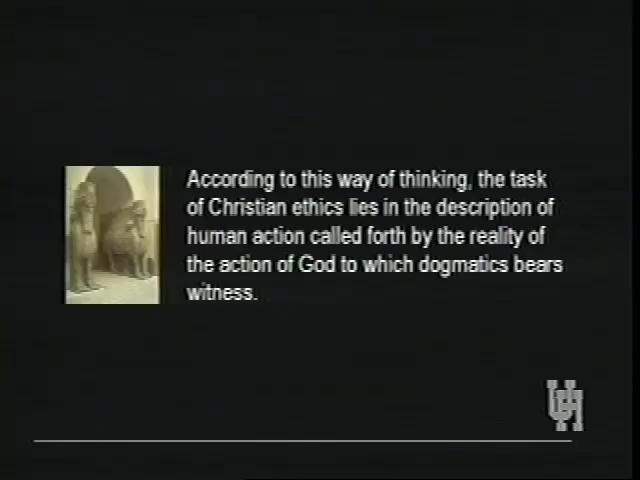 According to this way of thinking, the task
of Christian ethics lies in the description of
human action called forth by the reality of
the action of God to which dogmatics bears
witness.
UH